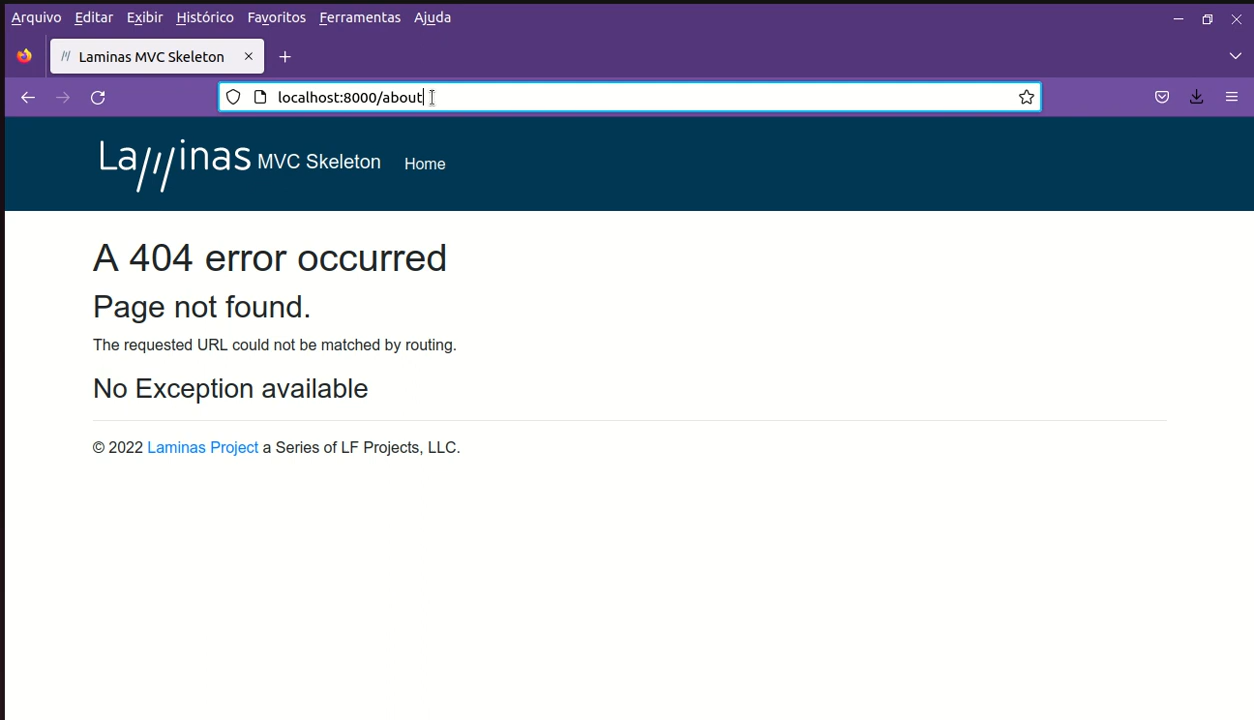 Arquivo Editar Exibir Histórico Favoritos Ferramentas Ajuda
Laminas MVC Skeleton
localhost:8000/about
Laminas MVC Skeleton Home
A 404 error occurred
Page not found.
The requested URL could not be matched by routing.
No Exception available
© 2022 Laminas Project a Series of LF Projects, LLC.